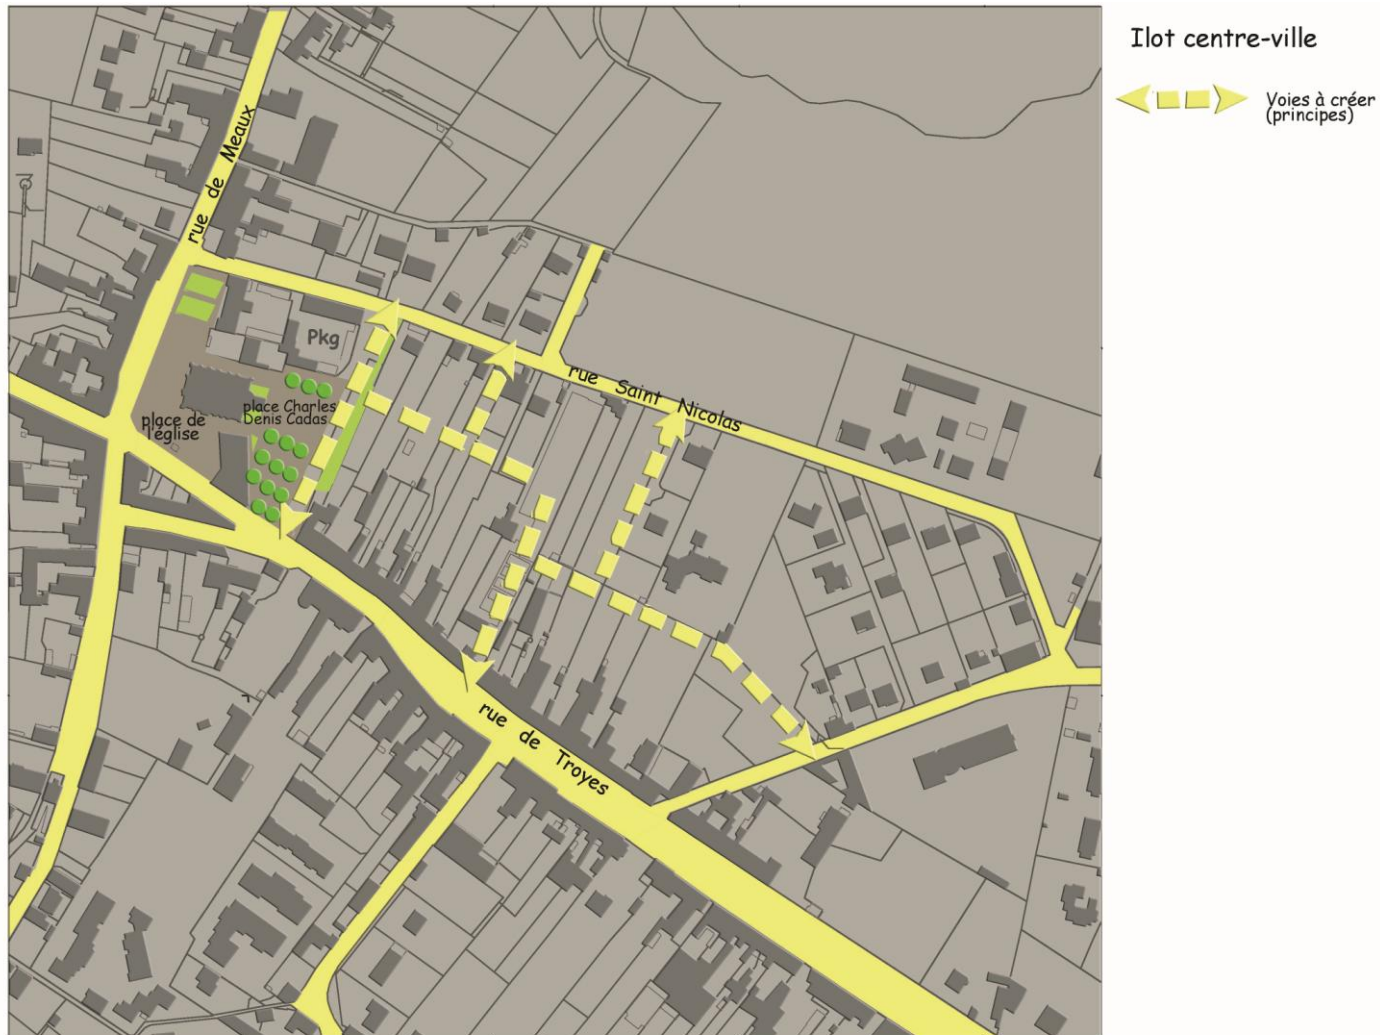 Ilot centre-ville
Voies à créer
(principes)
rue de Meaux
Pkg
place Charles
Denis Cadas
place de
l'église
rue Saint Nicolas
rue de Troyes